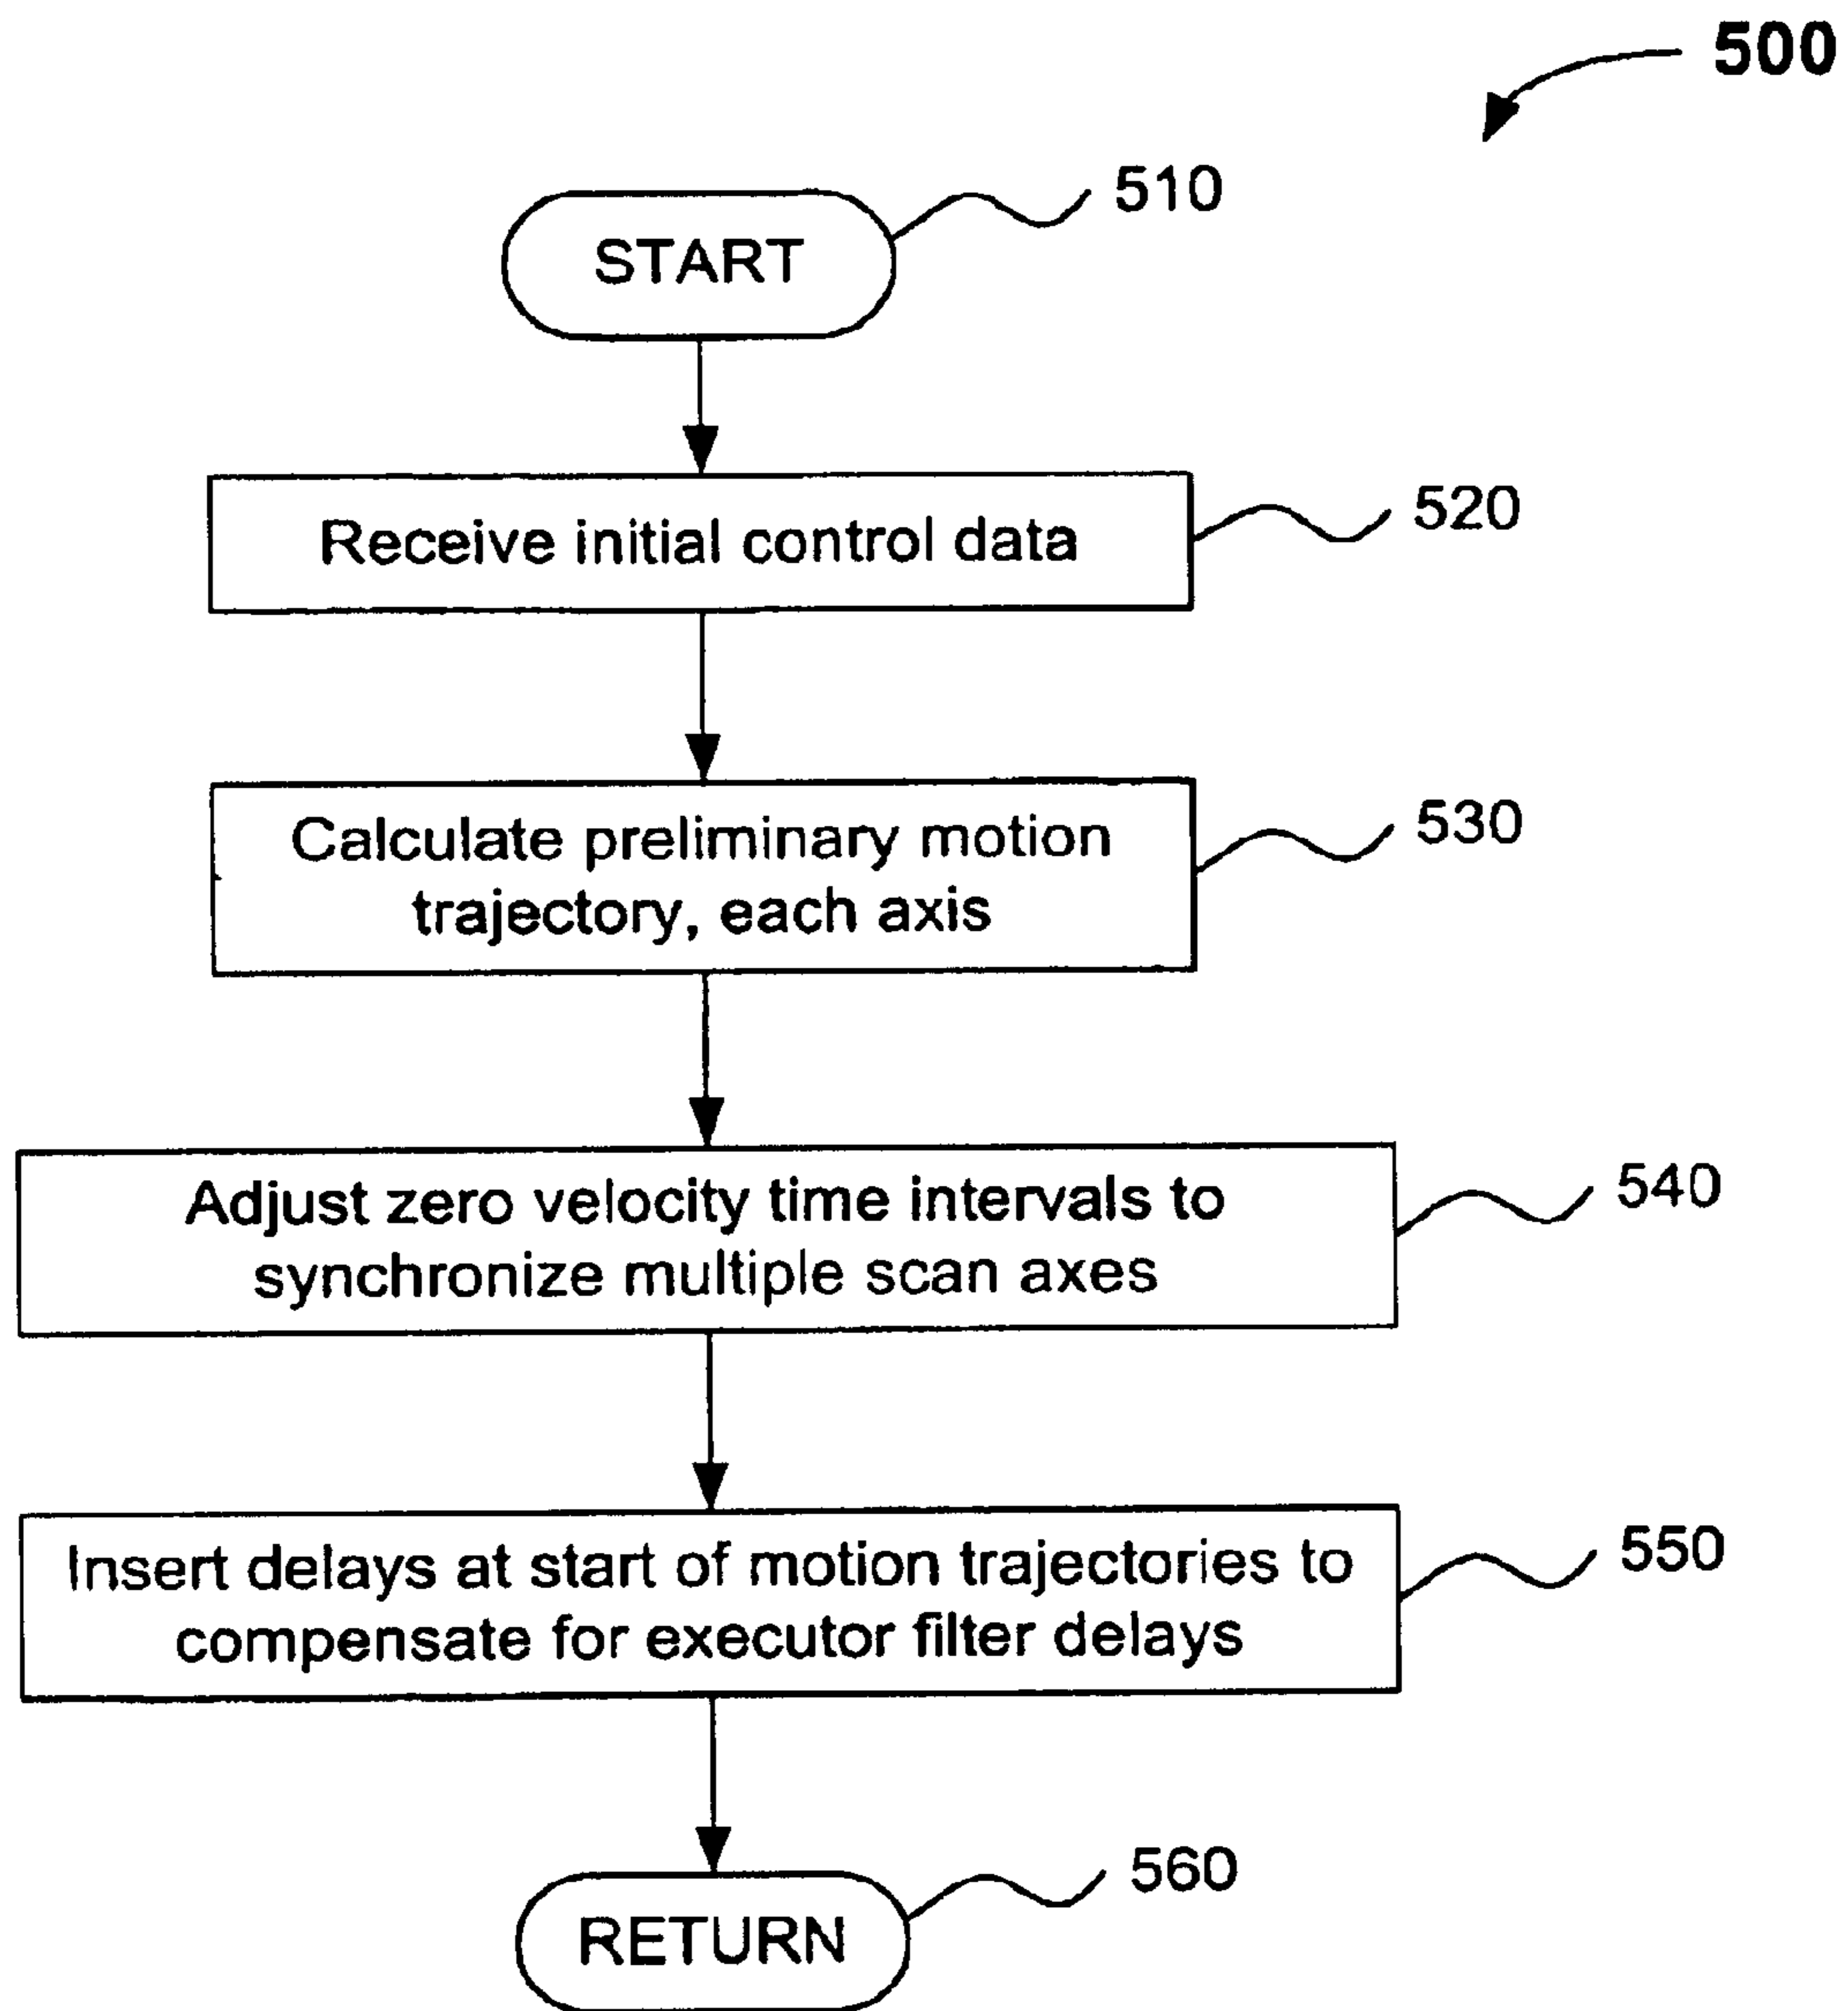 500
510
START
520
Receive initial control data
530
Calculate preliminary motion
trajectory, each axis
540
Adjust zero velocity time intervals to
synchronize multiple scan axes
550
Insert delays at start of motion trajectories to
compensate for executor filter delays
560
RETURN